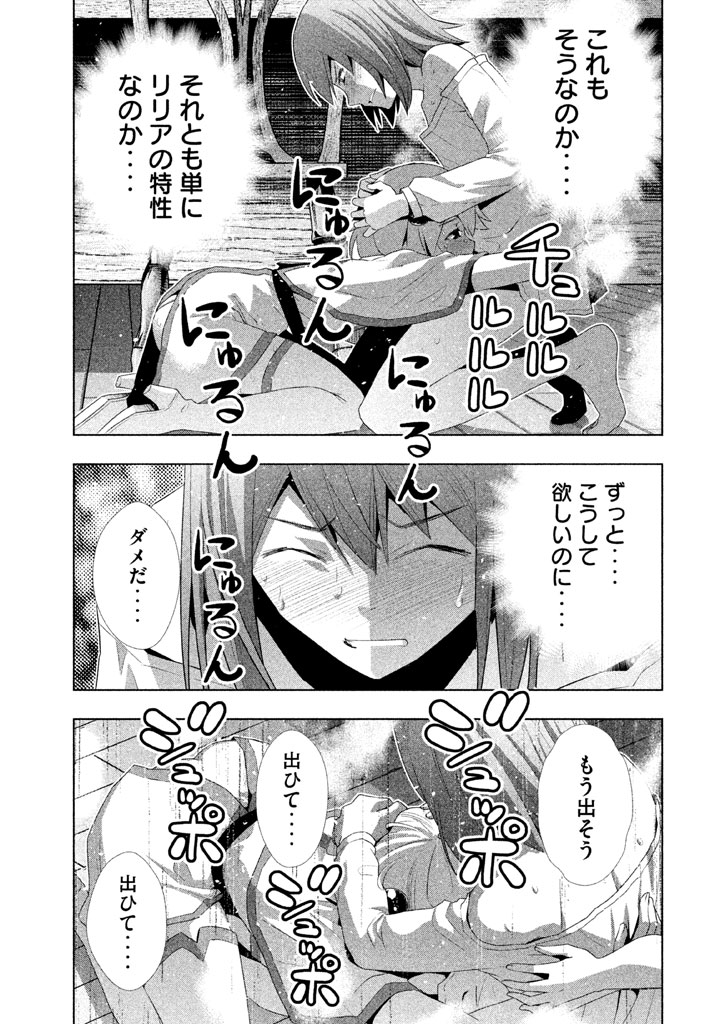 これも
そうなのか‥‥
それとも単に
リリアの特性
なのか‥‥
チュルル
ルルル
にゅるん
にゅるん
にゅるん
ずっと‥‥
こうして
欲しいのに‥‥
ダメだ‥‥
にゅるん
もう出そう
ジュッポ
出ひて‥‥
ジュッポ
ジュッポ
出ひて‥‥